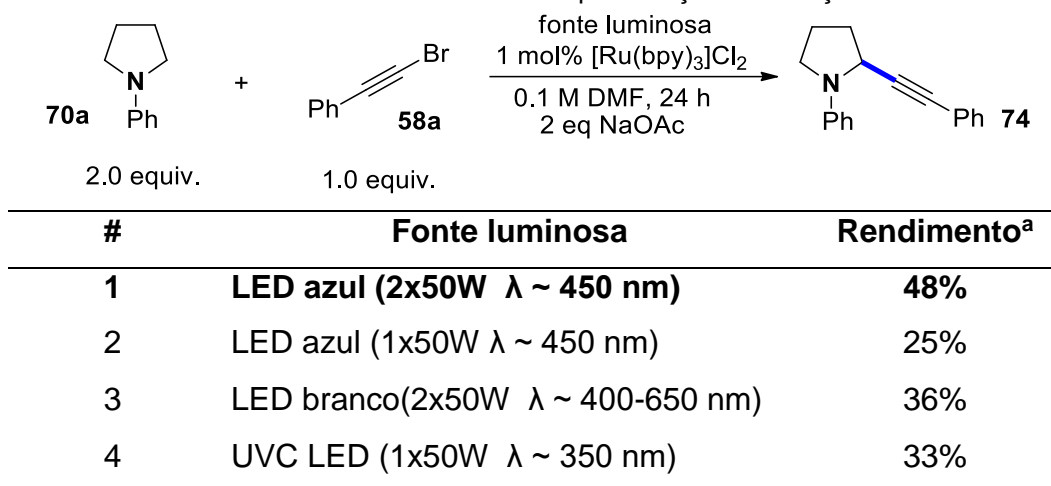 fonte luminosa
1 mol% [Ru(bpy)3]Cl2
0.1 M DMF, 24 h
2 eq NaOAc
70a
N
Ph
+
Ph
Br
58a
N
Ph
Ph
74
2.0 equiv.
1.0 equiv.
# Fonte luminosa Rendimentoᵃ
1 LED azul (2x50W λ ~ 450 nm) 48%
2 LED azul (1x50W λ ~ 450 nm) 25%
3 LED branco(2x50W λ ~ 400-650 nm) 36%
4 UVC LED (1x50W λ ~ 350 nm) 33%